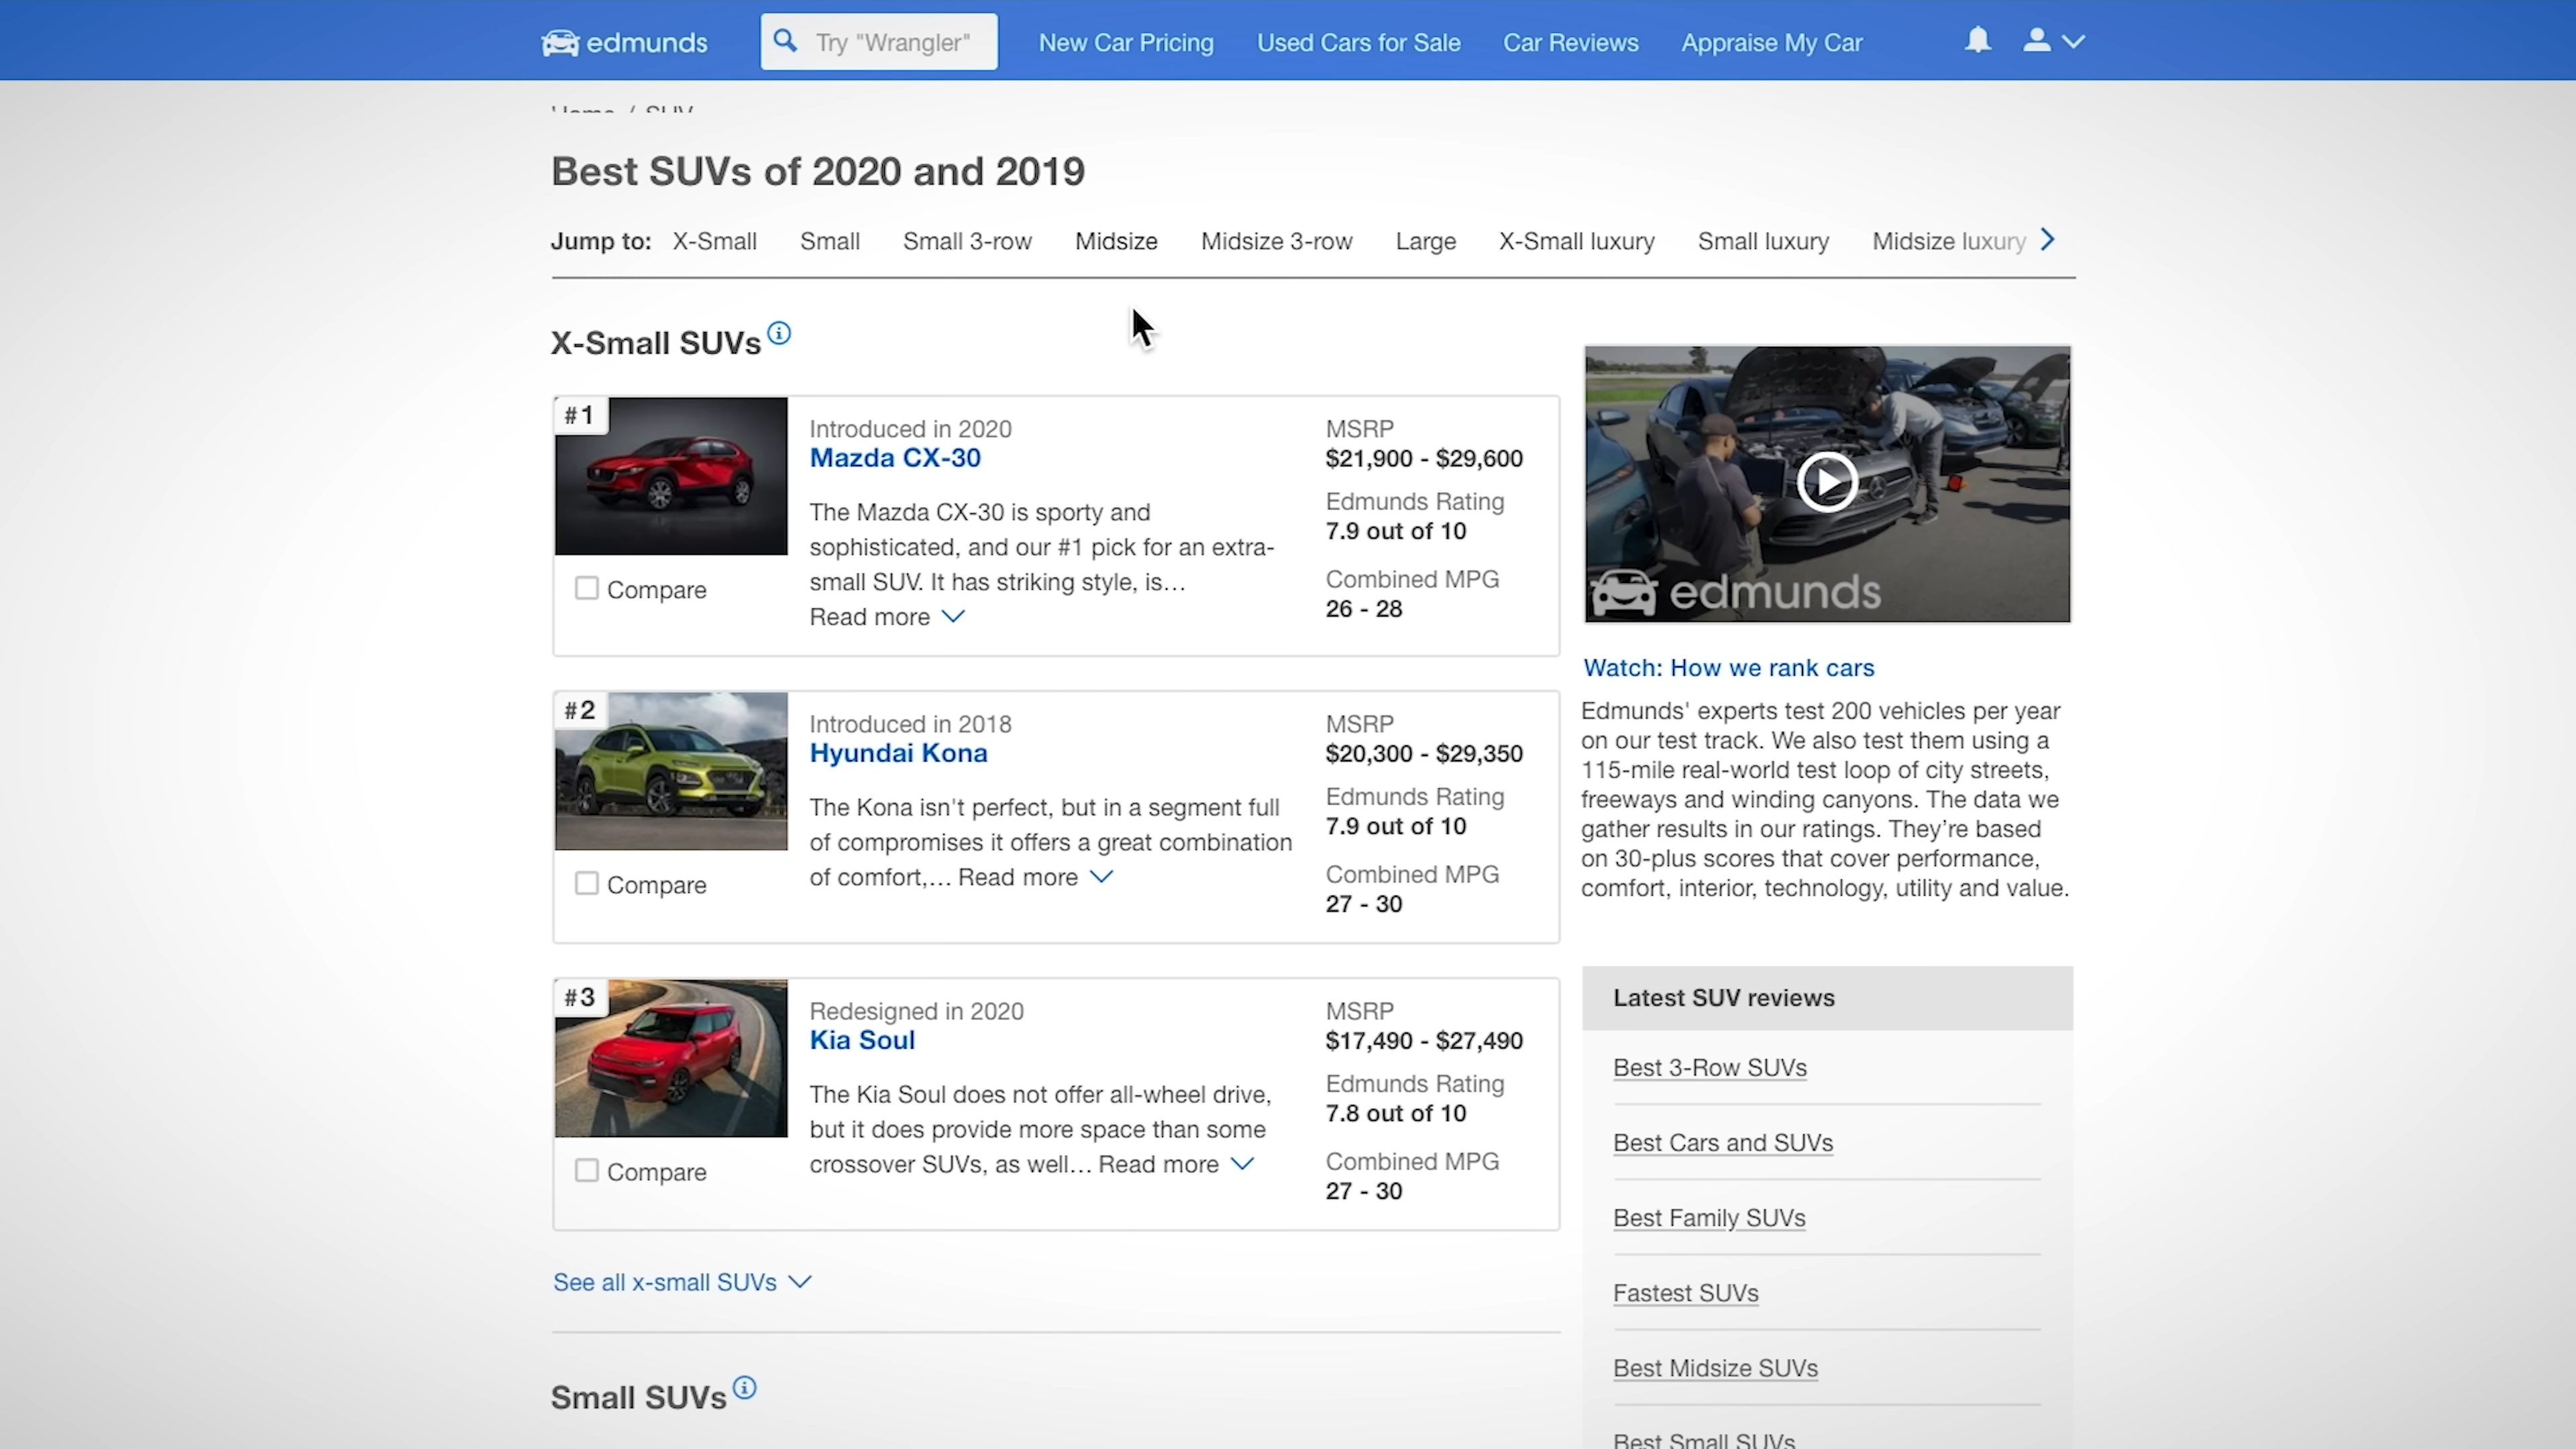 edmunds
Try "Wrangler"
New Car Pricing
Used Cars for Sale
Car Reviews
Appraise My Car
Home / SUV
Best SUVs of 2020 and 2019
Jump to: X-Small Small Small 3-row Midsize Midsize 3-row Large X-Small luxury Small luxury Midsize luxury
X-Small SUVs
#1
Compare
Introduced in 2020
Mazda CX-30
The Mazda CX-30 is sporty and
sophisticated, and our #1 pick for an extra-
small SUV. It has striking style, is...
Read more
MSRP
$21,900 - $29,600
Edmunds Rating
7.9 out of 10
Combined MPG
26 - 28
#2
Compare
Introduced in 2018
Hyundai Kona
The Kona isn't perfect, but in a segment full
of compromises it offers a great combination
of comfort,... Read more
MSRP
$20,300 - $29,350
Edmunds Rating
7.9 out of 10
Combined MPG
27 - 30
#3
Compare
Redesigned in 2020
Kia Soul
The Kia Soul does not offer all-wheel drive,
but it does provide more space than some
crossover SUVs, as well... Read more
MSRP
$17,490 - $27,490
Edmunds Rating
7.8 out of 10
Combined MPG
27 - 30
See all x-small SUVs
Small SUVs
edmunds
Watch: How we rank cars
Edmunds' experts test 200 vehicles per year
on our test track. We also test them using a
115-mile real-world test loop of city streets,
freeways and winding canyons. The data we
gather results in our ratings. They're based
on 30-plus scores that cover performance,
comfort, interior, technology, utility and value.
Latest SUV reviews
Best 3-Row SUVs
Best Cars and SUVs
Best Family SUVs
Fastest SUVs
Best Midsize SUVs
Best Small SUVs